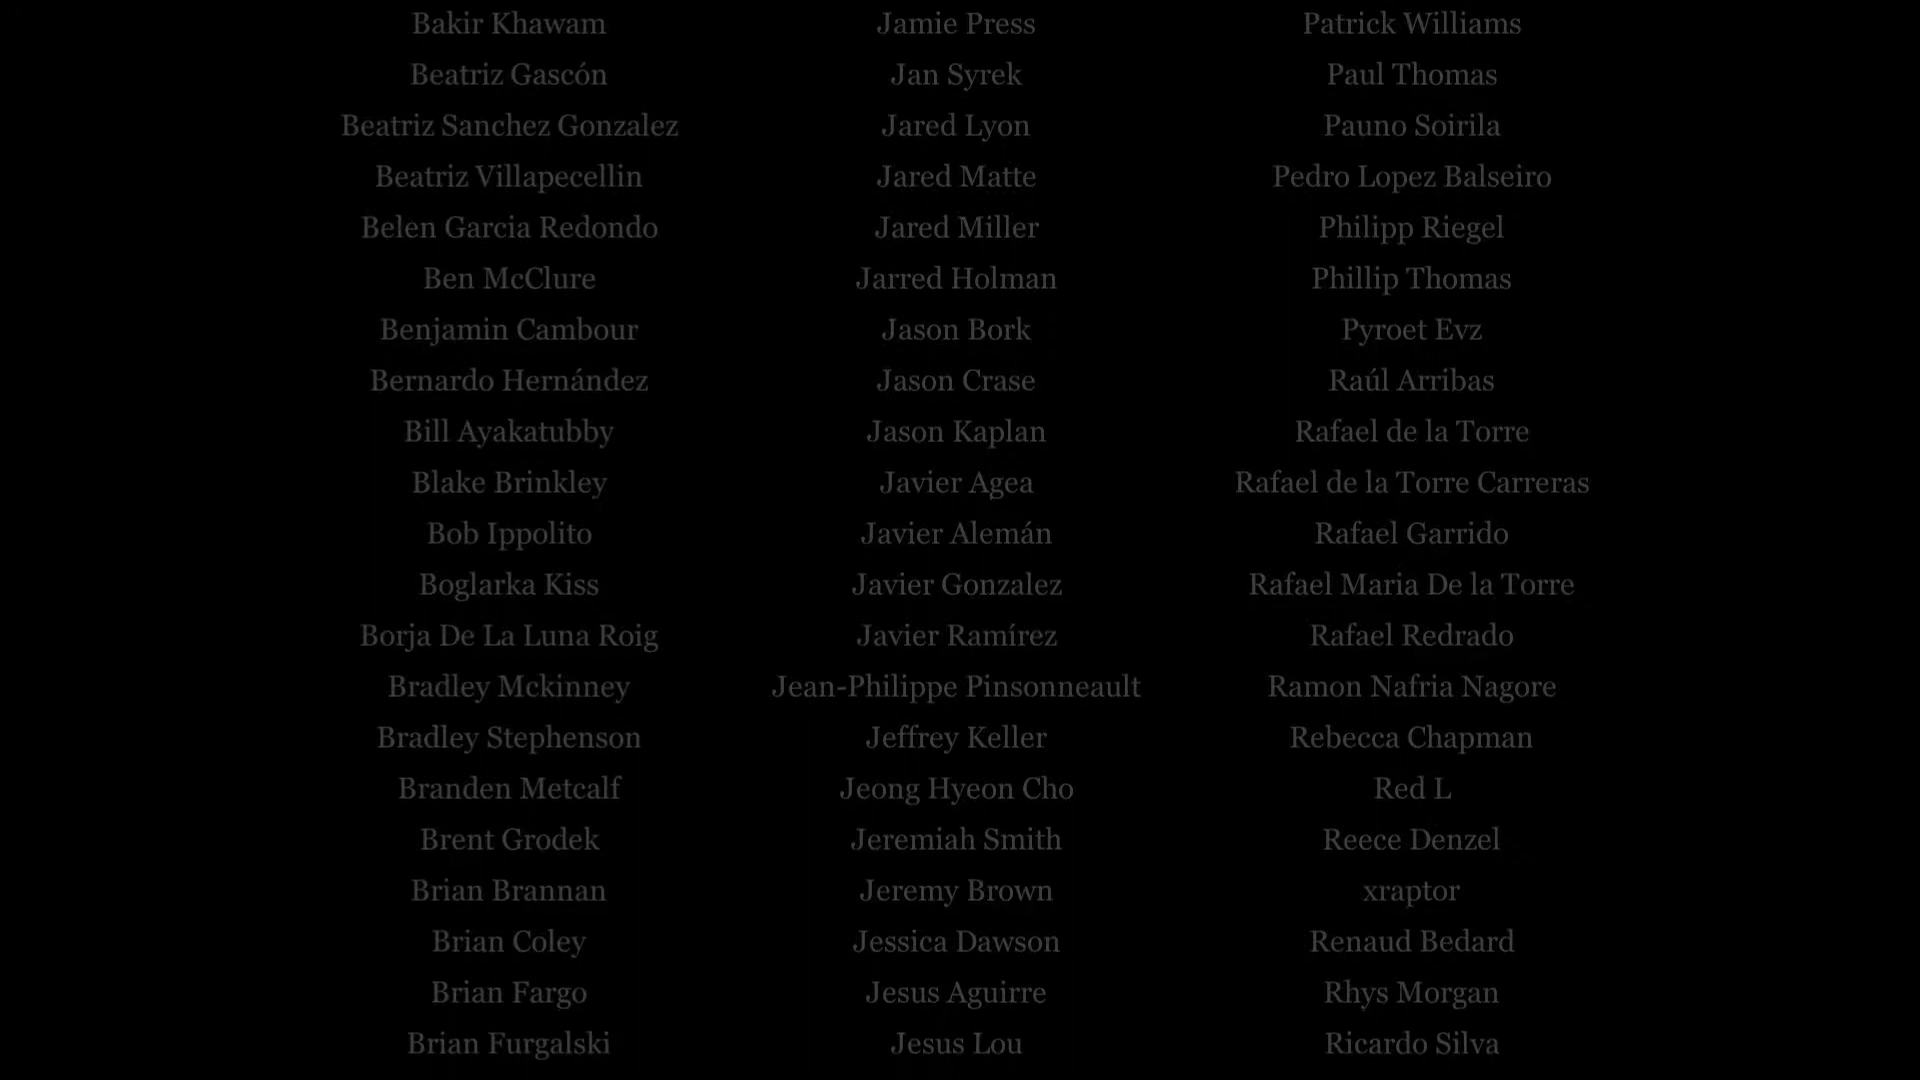 Bakir Khawam
Beatriz Gascón
Beatriz Sanchez Gonzalez
Beatriz Villapecellin
Belen Garcia Redondo
Ben McClure
Benjamin Cambour
Bernardo Hernández
Bill Ayakatubby
Blake Brinkley
Bob Ippolito
Boglarka Kiss
Borja De La Luna Roig
Bradley Mckinney
Bradley Stephenson
Branden Metcalf
Brent Grodek
Brian Brannan
Brian Coley
Brian Fargo
Brian Furgalski
Jamie Press
Jan Syrek
Jared Lyon
Jared Matte
Jared Miller
Jarred Holman
Jason Bork
Jason Crase
Jason Kaplan
Javier Agea
Javier Alemán
Javier Gonzalez
Javier Ramírez
Jean-Philippe Pinsonneault
Jeffrey Keller
Jeong Hyeon Cho
Jeremiah Smith
Jeremy Brown
Jessica Dawson
Jesus Aguirre
Jesus Lou
Patrick Williams
Paul Thomas
Pauno Soirila
Pedro Lopez Balseiro
Philipp Riegel
Phillip Thomas
Pyroet Evz
Raúl Arribas
Rafael de la Torre
Rafael de la Torre Carreras
Rafael Garrido
Rafael Maria De la Torre
Rafael Redrado
Ramon Nafria Nagore
Rebecca Chapman
Red L
Reece Denzel
xraptor
Renaud Bedard
Rhys Morgan
Ricardo Silva